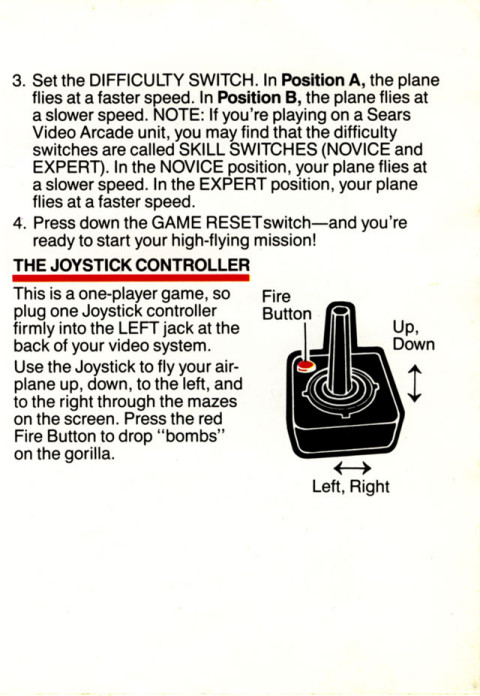 3. Set the DIFFICULTY SWITCH. In Position A, the plane
flies at a faster speed. In Position B, the plane flies at
a slower speed. NOTE: If you're playing on a Sears
Video Arcade unit, you may find that the difficulty
switches are called SKILL SWITCHES (NOVICE and
EXPERT). In the NOVICE position, your plane flies at
a slower speed. In the EXPERT position, your plane
flies at a faster speed.
4. Press down the GAME RESET switch—and you're
ready to start your high-flying mission!
THE JOYSTICK CONTROLLER
This is a one-player game, so
plug one Joystick controller
firmly into the LEFT jack at the
back of your video system.
Use the Joystick to fly your air-
plane up, down, to the left, and
to the right through the mazes
on the screen. Press the red
Fire Button to drop "bombs"
on the gorilla.
Fire
Button
Up,
Down
Left, Right